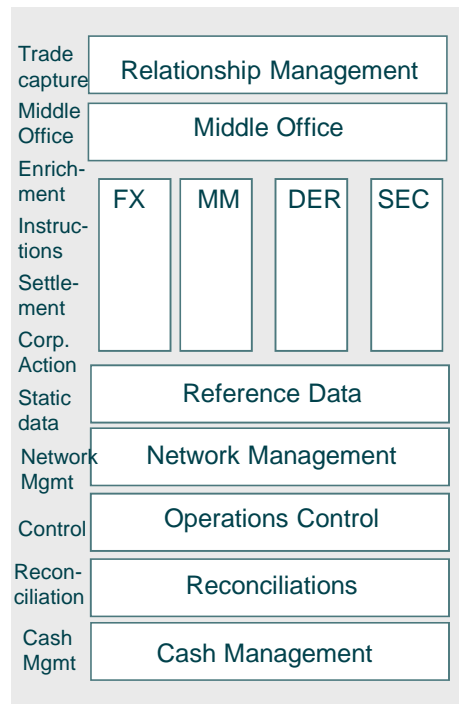 Trade
capture
Relationship Management
Middle
Office
Middle Office
Enrich-
ment
FX MM DER SEC
Instruc-
tions
Settle-
ment
Corp.
Action
Reference Data
Static
data
Network
Mgmt
Network Management
Control
Operations Control
Recon-
ciliation
Reconciliations
Cash
Mgmt
Cash Management